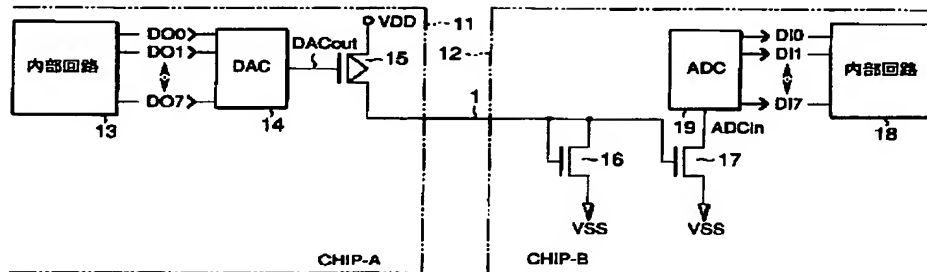 VDD
11
DO0
DO1
DO7
内部回路
13
DAC
14
DACout
15
12
1
ADC
19
ADCin
DI0
DI1
DI7
内部回路
18
16
17
VSS
VSS
CHIP-A
CHIP-B